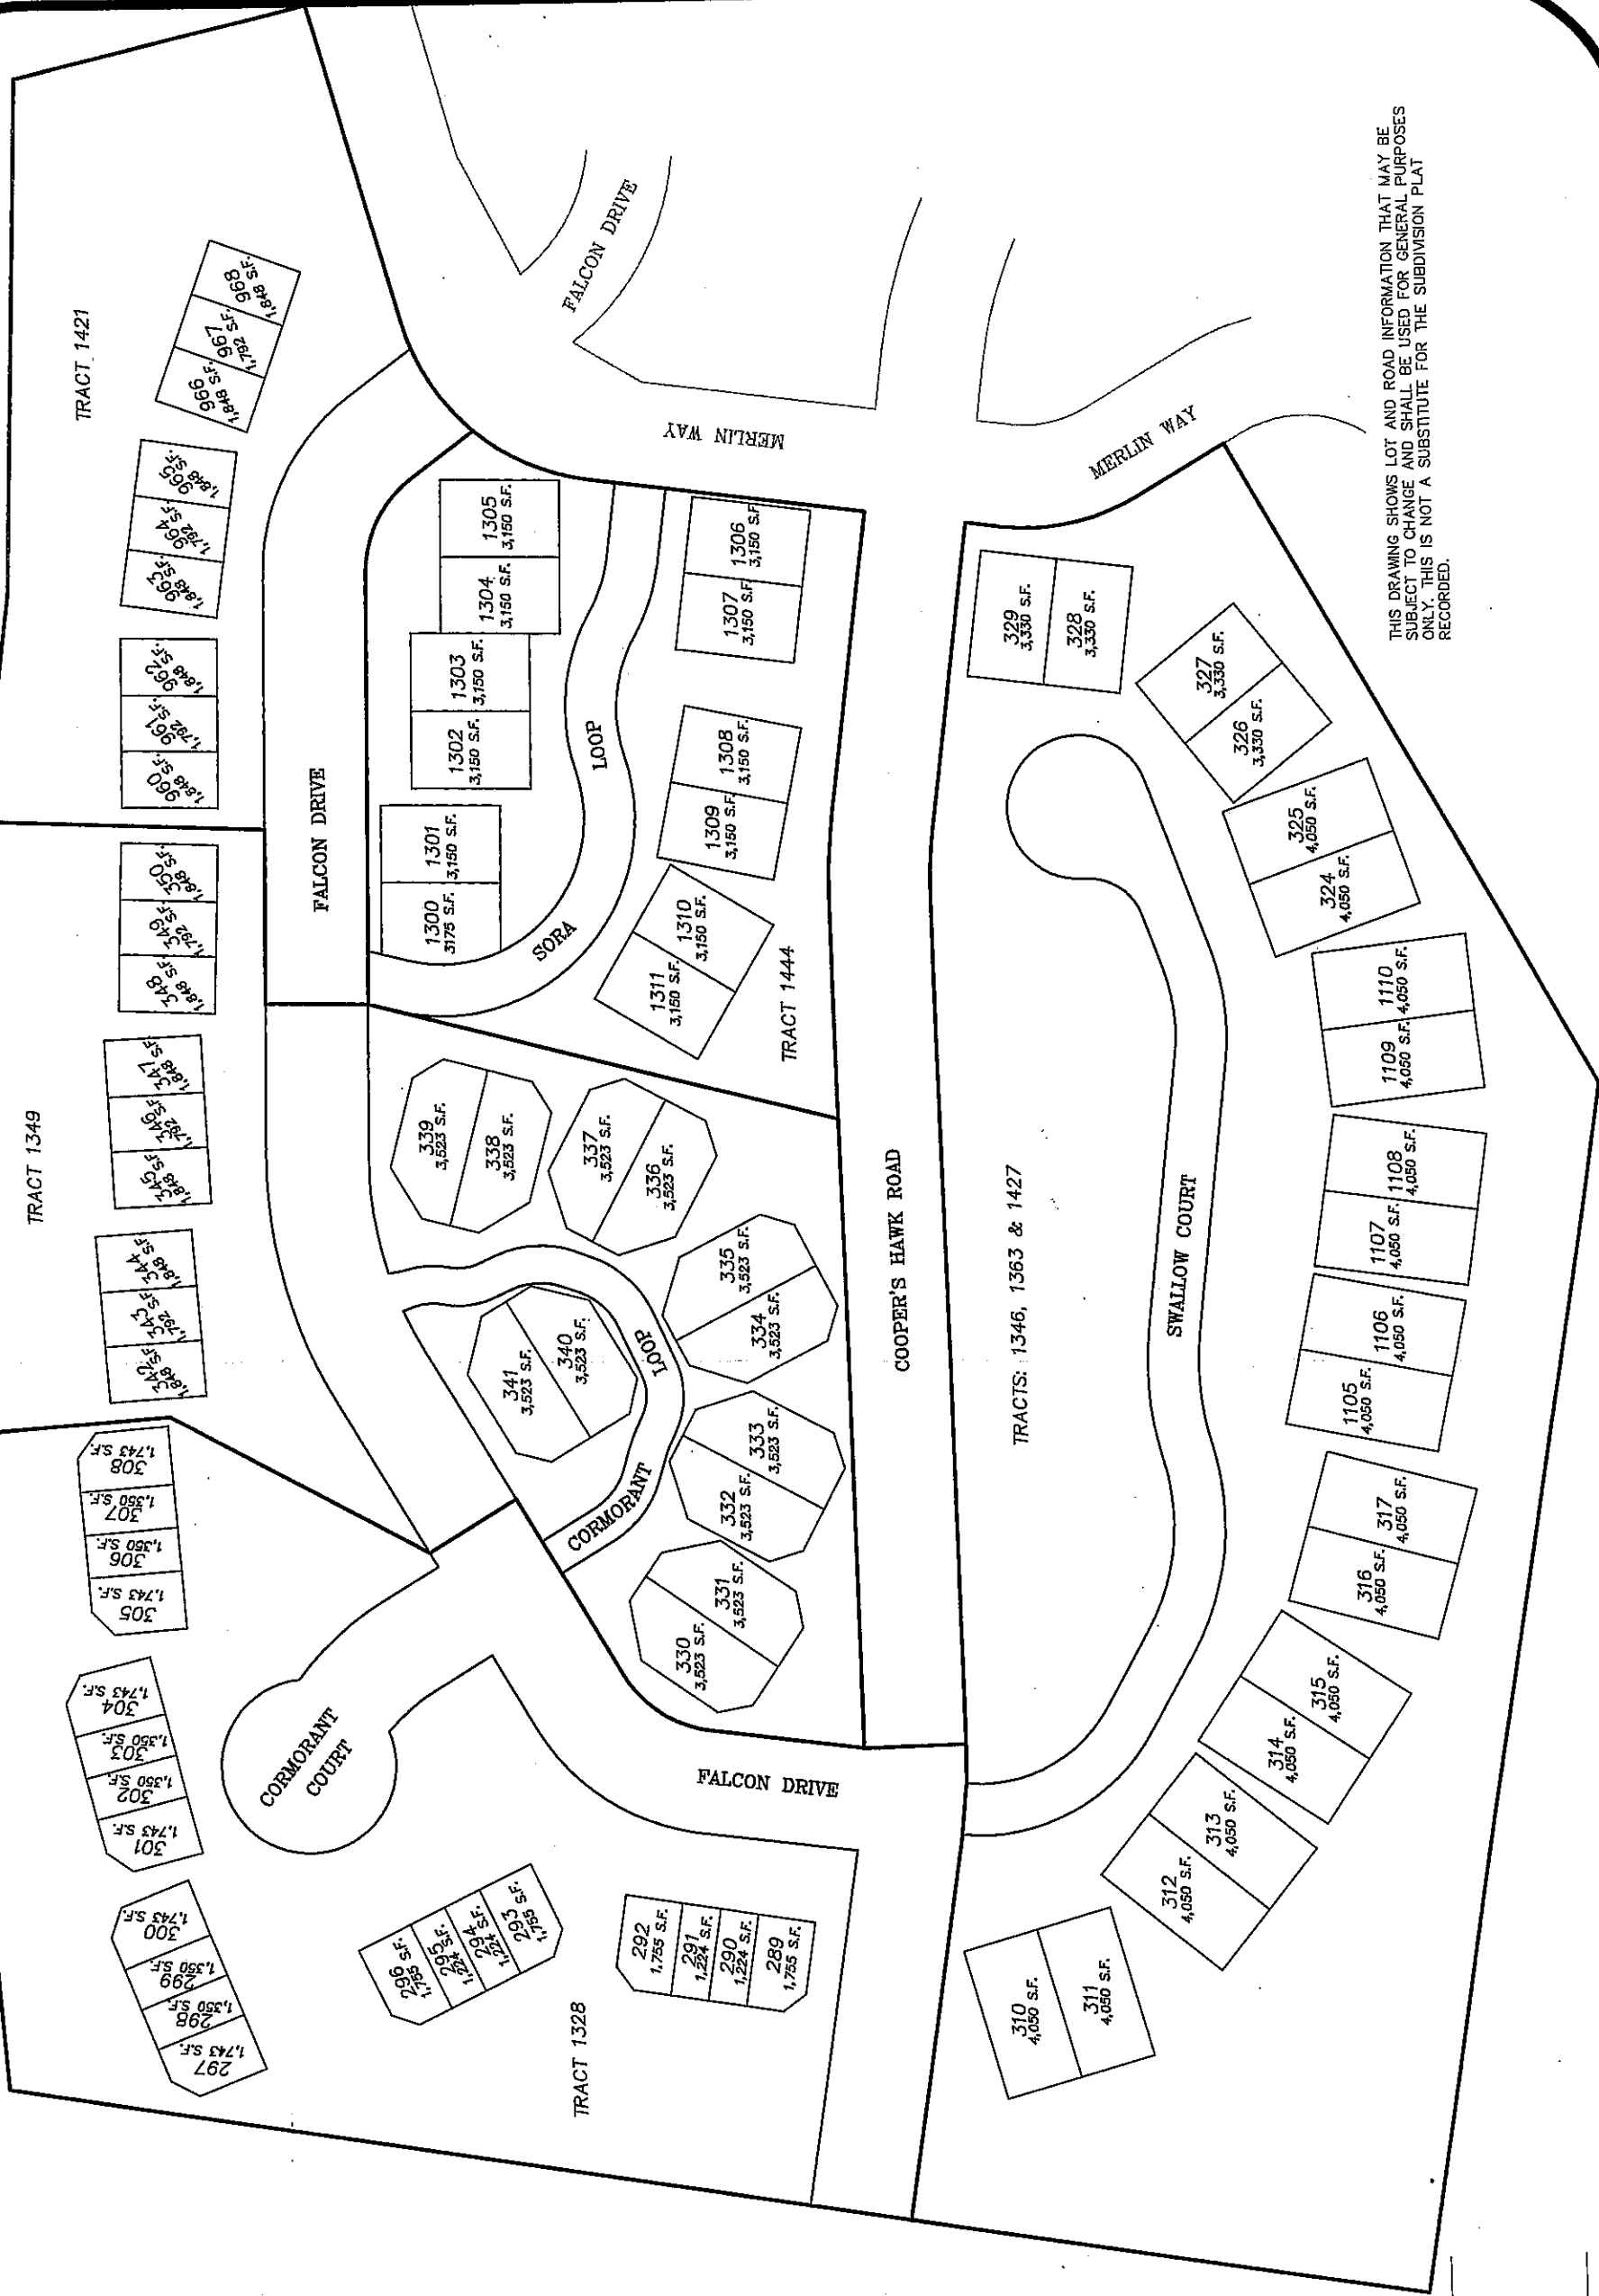 TRACT 1421
966
1,848 S.F.
967
1,792 S.F.
968
1,848 S.F.
963
1,848 S.F.
964
1,792 S.F.
965
1,848 S.F.
960
1,848 S.F.
961
1,792 S.F.
962
1,848 S.F.
FALCON DRIVE
FALCON DRIVE
MERLIN WAY
MERLIN WAY
TRACT 1349
348
1,848 S.F.
349
1,792 S.F.
350
1,848 S.F.
345
1,848 S.F.
346
1,792 S.F.
347
1,848 S.F.
342
1,848 S.F.
343
1,792 S.F.
344
1,848 S.F.
1300
3175 S.F.
1301
3,150 S.F.
1302
3,150 S.F.
1303
3,150 S.F.
1304
3,150 S.F.
1305
3,150 S.F.
SORA
LOOP
1306
3,150 S.F.
1307
3,150 S.F.
1308
3,150 S.F.
1309
3,150 S.F.
1310
3,150 S.F.
1311
3,150 S.F.
TRACT 1444
339
3,523 S.F.
338
3,523 S.F.
337
3,523 S.F.
336
3,523 S.F.
335
3,523 S.F.
334
3,523 S.F.
333
3,523 S.F.
332
3,523 S.F.
331
3,523 S.F.
330
3,523 S.F.
341
3,523 S.F.
340
3,523 S.F.
CORMORANT
LOOP
COOPER'S HAWK ROAD
308
1,743 S.F.
307
1,350 S.F.
306
1,350 S.F.
305
1,743 S.F.
304
1,743 S.F.
303
1,350 S.F.
302
1,350 S.F.
301
1,743 S.F.
300
1,743 S.F.
299
1,350 S.F.
298
1,350 S.F.
297
1,743 S.F.
CORMORANT
COURT
FALCON DRIVE
296
1,755 S.F.
295
1,224 S.F.
294
1,224 S.F.
293
1,755 S.F.
292
1,755 S.F.
291
1,224 S.F.
290
1,224 S.F.
289
1,755 S.F.
TRACT 1328
TRACTS: 1346, 1363 & 1427
SWALLOW COURT
329
3,330 S.F.
328
3,330 S.F.
327
3,330 S.F.
326
3,330 S.F.
325
4,050 S.F.
324
4,050 S.F.
1110
4,050 S.F.
1109
4,050 S.F.
1108
4,050 S.F.
1107
4,050 S.F.
1106
4,050 S.F.
1105
4,050 S.F.
317
4,050 S.F.
316
4,050 S.F.
315
4,050 S.F.
314
4,050 S.F.
313
4,050 S.F.
312
4,050 S.F.
311
4,050 S.F.
310
4,050 S.F.
THIS DRAWING SHOWS LOT AND ROAD INFORMATION THAT MAY BE
SUBJECT TO CHANGE AND SHALL BE USED FOR GENERAL PURPOSES
ONLY. THIS IS NOT A SUBSTITUTE FOR THE SUBDIVISION PLAT
RECORDED.